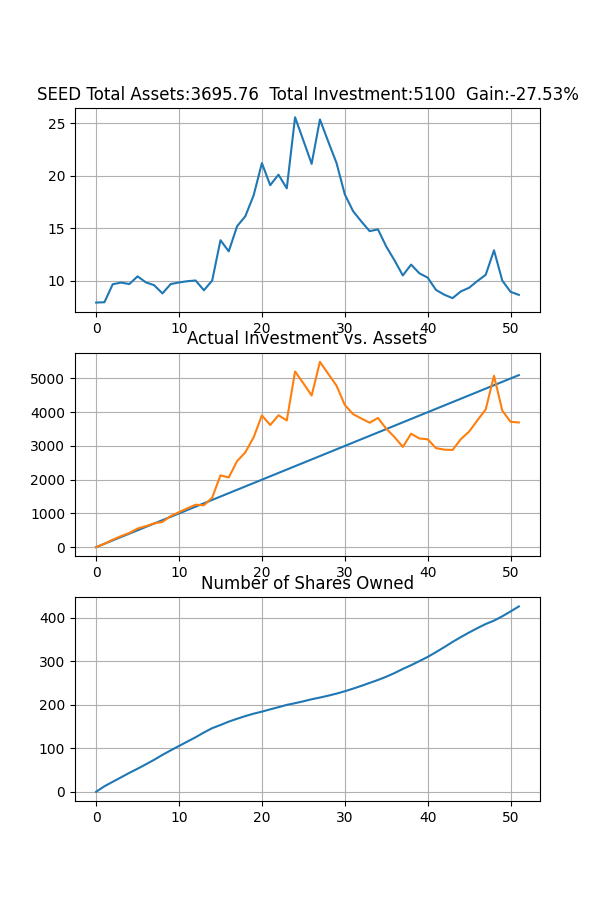 SEED Total Assets:3695.76 Total Investment:5100 Gain:-27.53%
25
20
15
10
0 10 20 30 40 50
Actual Investment vs. Assets
5000
4000
3000
2000
1000
0
0 10 20 30 40 50
Number of Shares Owned
400
300
200
100
0
0 10 20 30 40 50